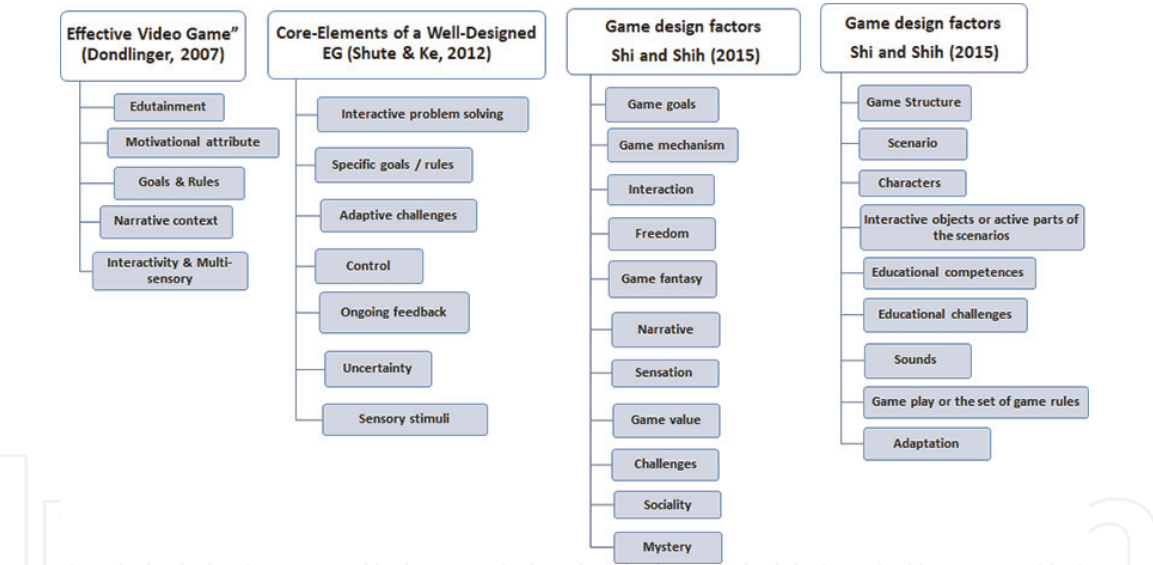 Effective Video Game”
(Dondlinger, 2007)
Edutainment
Motivational attribute
Goals & Rules
Narrative context
Interactivity & Multi-
sensory
Core-Elements of a Well-Designed
EG (Shute & Ke, 2012)
Interactive problem solving
Specific goals / rules
Adaptive challenges
Control
Ongoing feedback
Uncertainty
Sensory stimuli
Game design factors
Shi and Shih (2015)
Game goals
Game mechanism
Interaction
Freedom
Game fantasy
Narrative
Sensation
Game value
Challenges
Sociality
Mystery
Game design factors
Shi and Shih (2015)
Game Structure
Scenario
Characters
Interactive objects or active parts of
the scenarios
Educational competences
Educational challenges
Sounds
Game play or the set of game rules
Adaptation